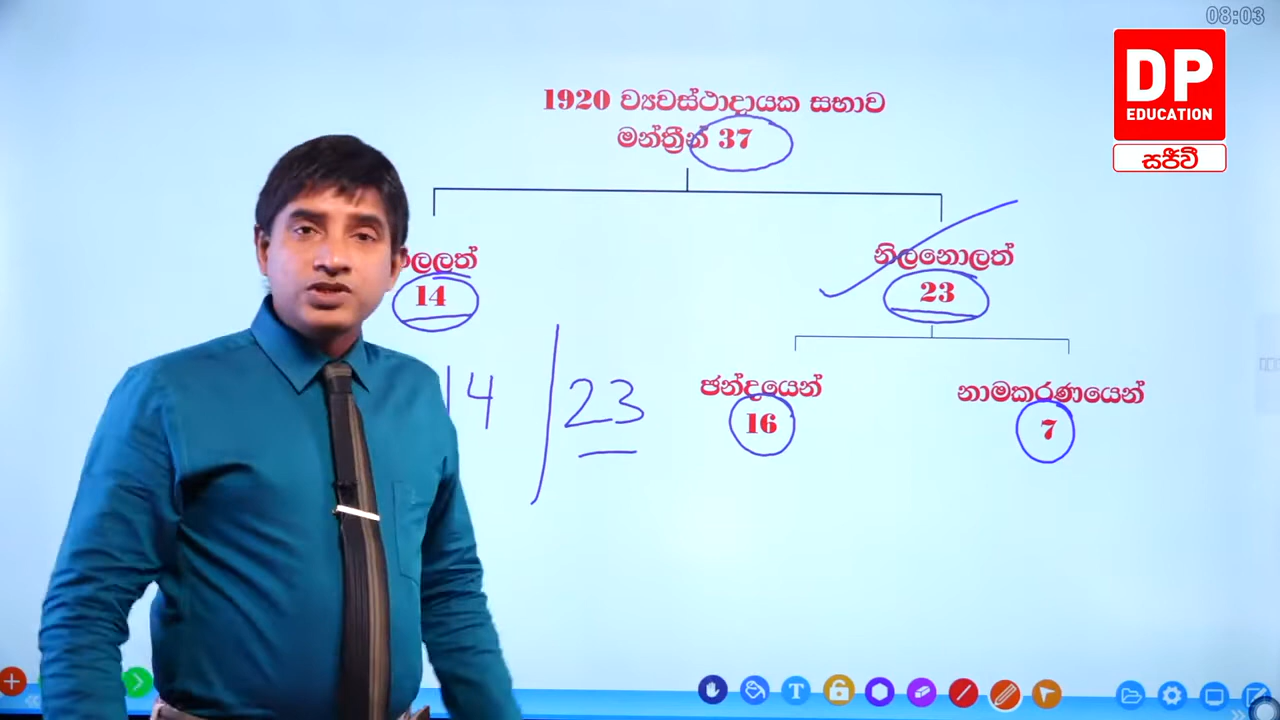 08:03
DP
EDUCATION
සජීවී
1920 ව්‍යවස්ථාදායක සභාව
මන්ත්‍රීන් 37
නිලනොලත්
14
23
14 / 23
ඡන්දයෙන්
නාමකරණයෙන්
16
7
T